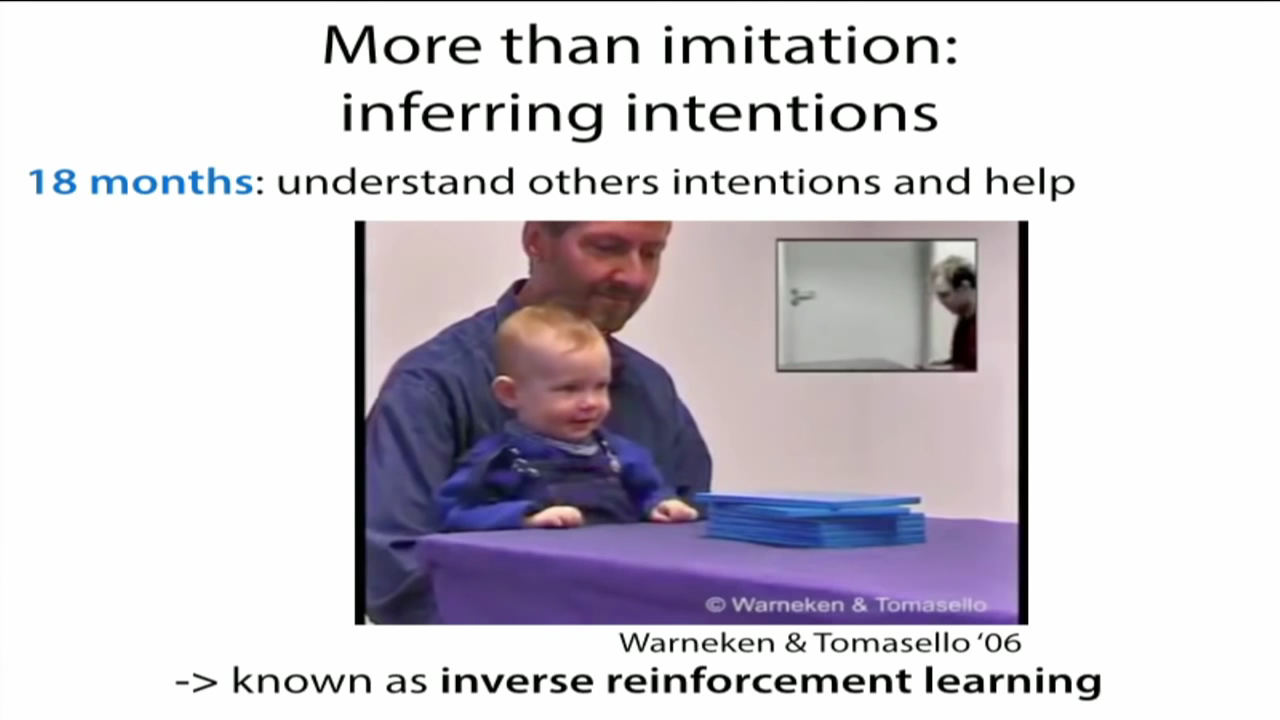 More than imitation:
inferring intentions
18 months: understand others intentions and help
© Warneken & Tomasello
Warneken & Tomasello ‘06
-> known as inverse reinforcement learning